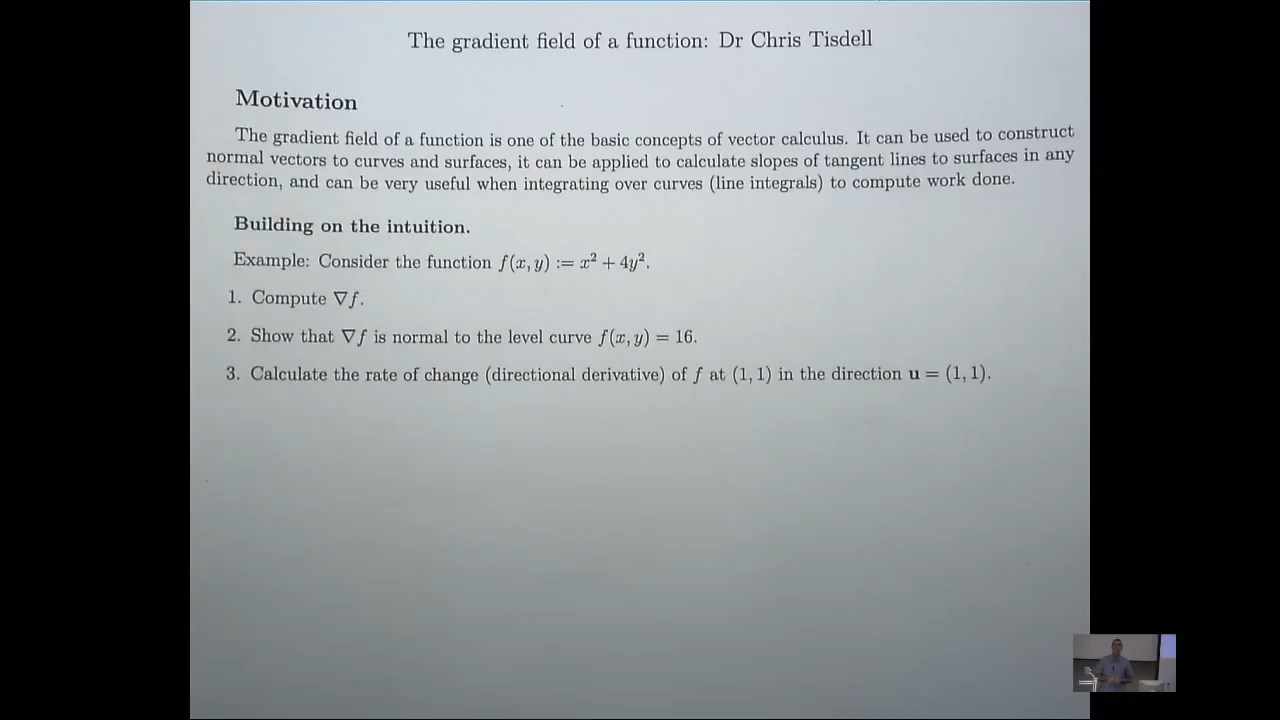 The gradient field of a function: Dr Chris Tisdell
Motivation
The gradient field of a function is one of the basic concepts of vector calculus. It can be used to construct
normal vectors to curves and surfaces, it can be applied to calculate slopes of tangent lines to surfaces in any
direction, and can be very useful when integrating over curves (line integrals) to compute work done.
Building on the intuition.
Example: Consider the function f(x, y) := x² + 4y².
1. Compute ∇f.
2. Show that ∇f is normal to the level curve f(x, y) = 16.
3. Calculate the rate of change (directional derivative) of f at (1, 1) in the direction u = (1, 1).